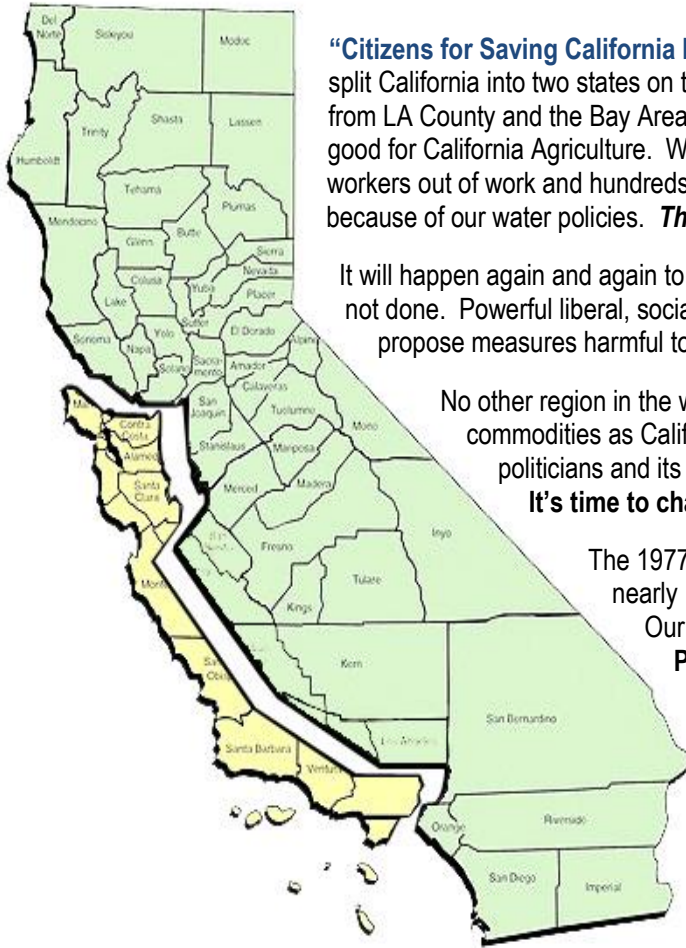 Del
Norte
Siskiyou
Modoc
Trinity
Shasta
Lassen
Humboldt
Tehama
Plumas
Mendocino
Glenn
Butte
Sierra
Nevada
Colusa
Yuba
Placer
Lake
Sutter
Yolo
El Dorado
Sonoma
Napa
Alpine
Solano
Sacra-
mento
Amador
Calaveras
San
Joaquin
Tuolumne
Mono
Contra
Costa
Alameda
Stanislaus
Mariposa
Santa
Clara
Merced
Madera
Inyo
Fresno
Tulare
Kings
Kern
San Bernardino
Los Angeles
Santa Barbara
Ventura
Orange
Riverside
San Diego
Imperial
“Citizens for Saving California
split California into two states on
from LA County and the Bay Area
good for California Agriculture. W
workers out of work and hundreds
because of our water policies. Th
It will happen again and again to
not done. Powerful liberal, socia
propose measures harmful to
No other region in the w
commodities as Calif
politicians and its
It’s time to cha
The 1977
nearly
Our
P